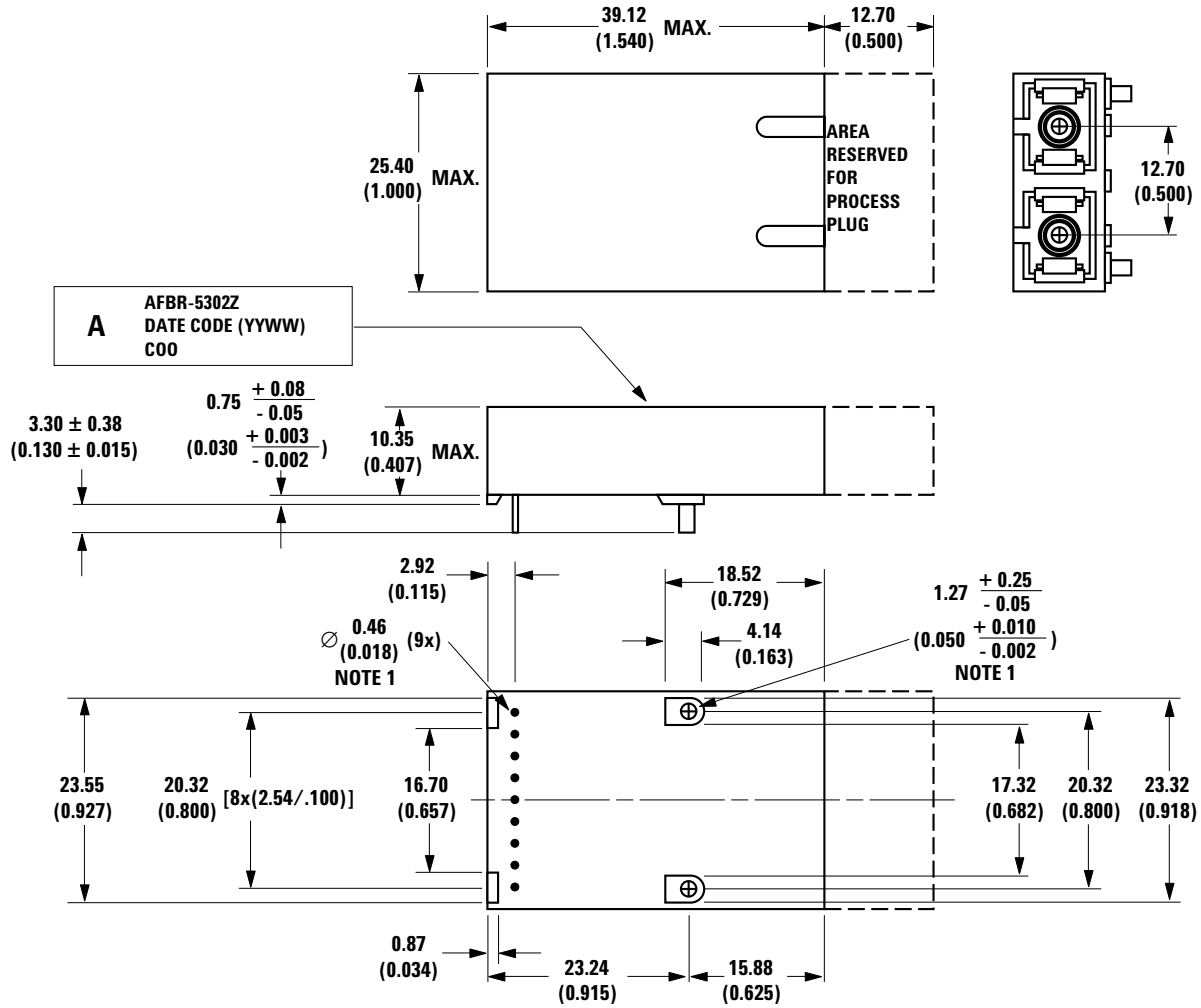 39.12
(1.540) MAX.
12.70
(0.500)
25.40
(1.000) MAX.
AREA
RESERVED
FOR
PROCESS
PLUG
12.70
(0.500)
A
AFBR-5302Z
DATE CODE (YYWW)
COO
3.30 ± 0.38
(0.130 ± 0.015)
0.75 + 0.08
- 0.05
(0.030 + 0.003
- 0.002 )
10.35
(0.407) MAX.
2.92
(0.115)
18.52
(0.729)
4.14
(0.163)
1.27 + 0.25
- 0.05
(0.050 + 0.010
- 0.002 )
NOTE 1
∅ 0.46
(0.018) (9x)
NOTE 1
23.55
(0.927)
20.32
(0.800) [8x(2.54/.100)]
16.70
(0.657)
17.32
(0.682)
20.32
(0.800)
23.32
(0.918)
0.87
(0.034)
23.24
(0.915)
15.88
(0.625)